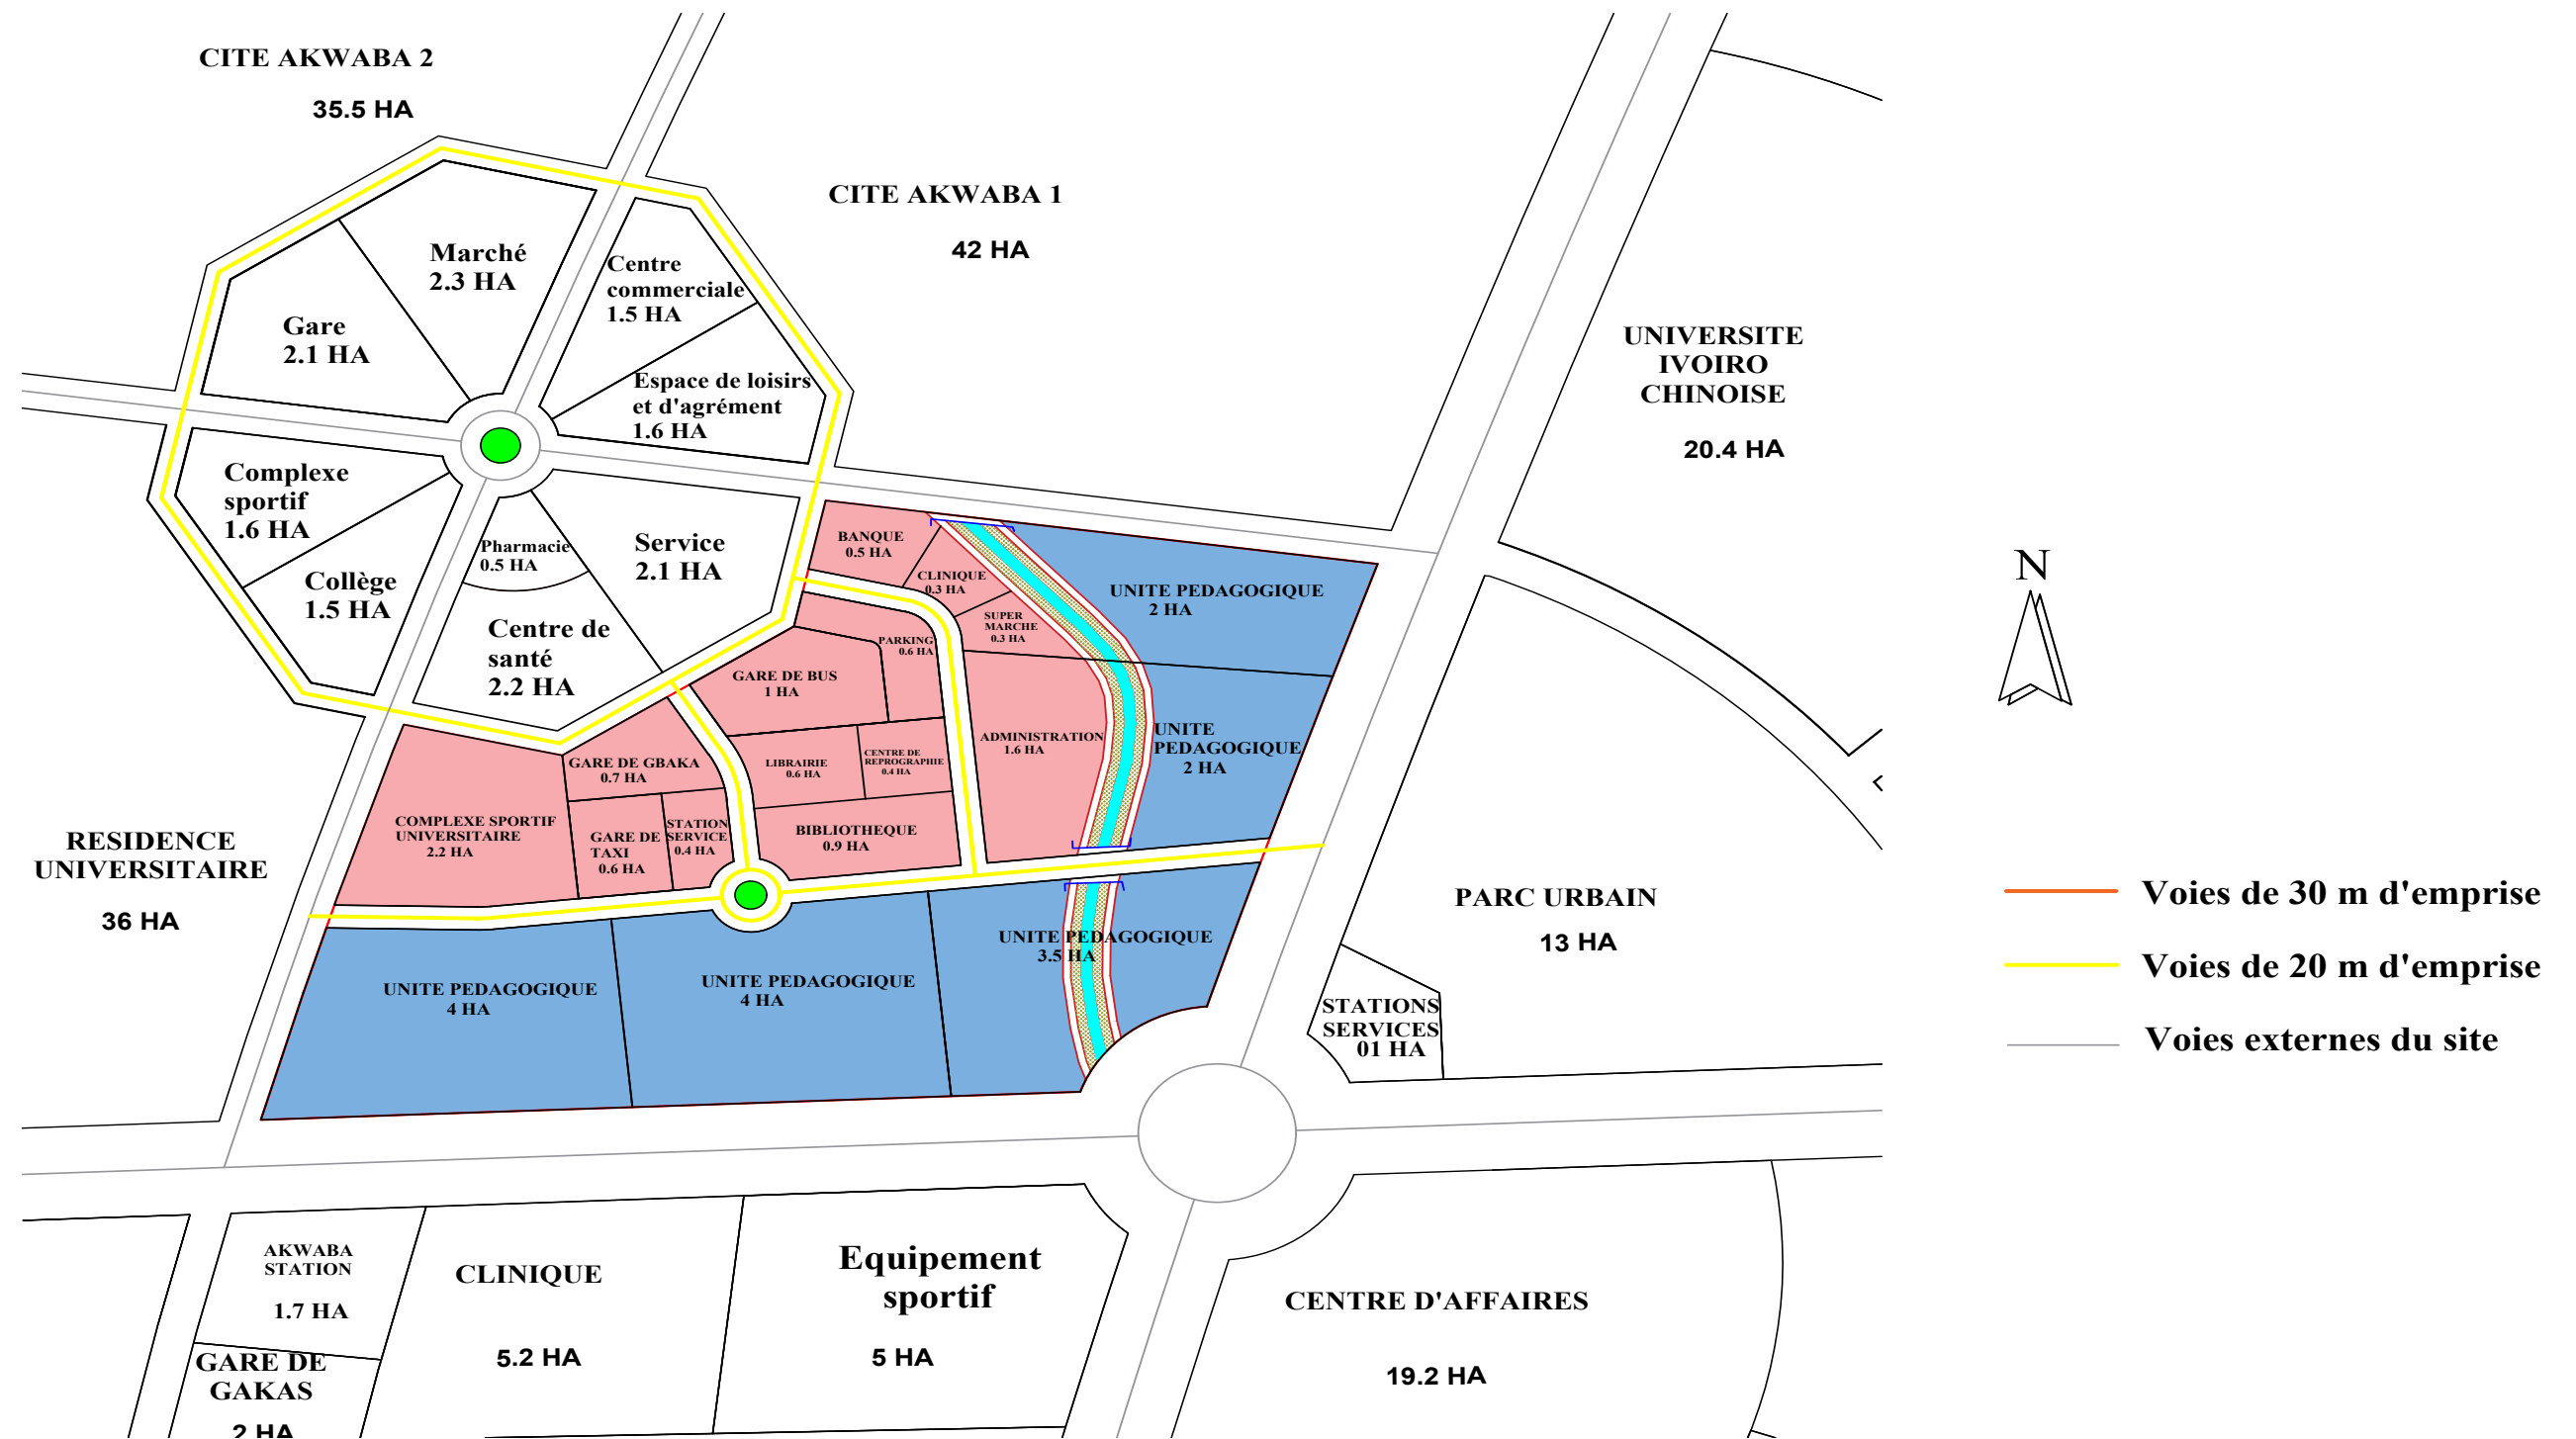 CITE AKWABA 2
35.5 HA
CITE AKWABA 1
42 HA
Marché
2.3 HA
Gare
2.1 HA
Centre
commerciale
1.5 HA
Espace de loisirs
et d'agrément
1.6 HA
Complexe
sportif
1.6 HA
Collège
1.5 HA
Pharmacie
0.5 HA
Service
2.1 HA
Centre de
santé
2.2 HA
UNIVERSITE
IVOIRO
CHINOISE
20.4 HA
BANQUE
0.5 HA
CLINIQUE
0.3 HA
SUPER
MARCHE
0.3 HA
UNITE PEDAGOGIQUE
2 HA
PARKING
0.6 HA
GARE DE BUS
1 HA
ADMINISTRATION
1.6 HA
UNITE
PEDAGOGIQUE
2 HA
GARE DE GBAKA
0.7 HA
LIBRAIRIE
0.6 HA
CENTRE DE
REPROGRAPHIE
0.4 HA
COMPLEXE SPORTIF
UNIVERSITAIRE
2.2 HA
GARE DE
TAXI
0.6 HA
STATION
SERVICE
0.4 HA
BIBLIOTHEQUE
0.9 HA
RESIDENCE
UNIVERSITAIRE
36 HA
UNITE PEDAGOGIQUE
4 HA
UNITE PEDAGOGIQUE
4 HA
UNITE PEDAGOGIQUE
3.5 HA
PARC URBAIN
13 HA
STATIONS
SERVICES
01 HA
N
Voies de 30 m d'emprise
Voies de 20 m d'emprise
Voies externes du site
AKWABA
STATION
1.7 HA
GARE DE
GAKAS
2 HA
CLINIQUE
5.2 HA
Equipement
sportif
5 HA
CENTRE D'AFFAIRES
19.2 HA